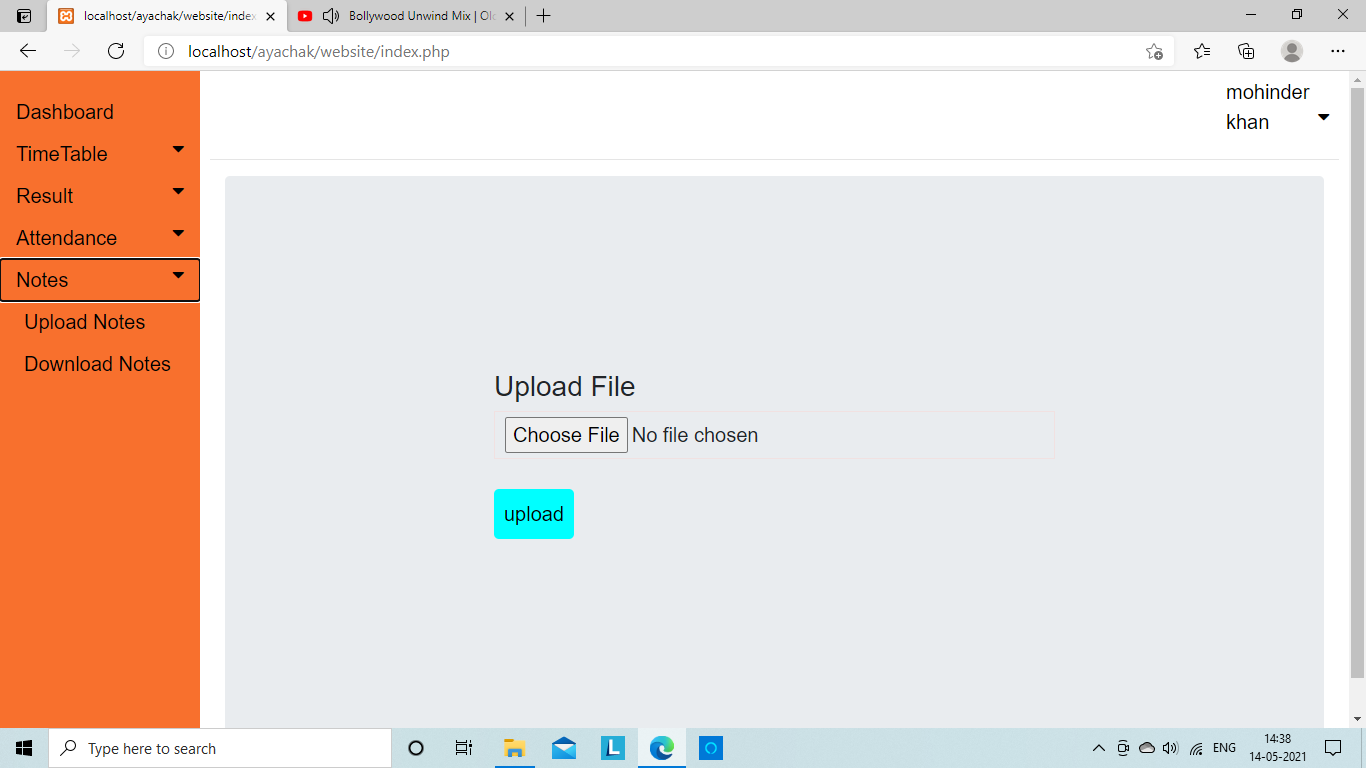 localhost/ayachak/website/index
Bollywood Unwind Mix | Old
localhost/ayachak/website/index.php
mohinder
khan
Dashboard
TimeTable
Result
Attendance
Notes
Upload Notes
Download Notes
Upload File
Choose File No file chosen
upload
Type here to search
L
ENG
14:38
14-05-2021